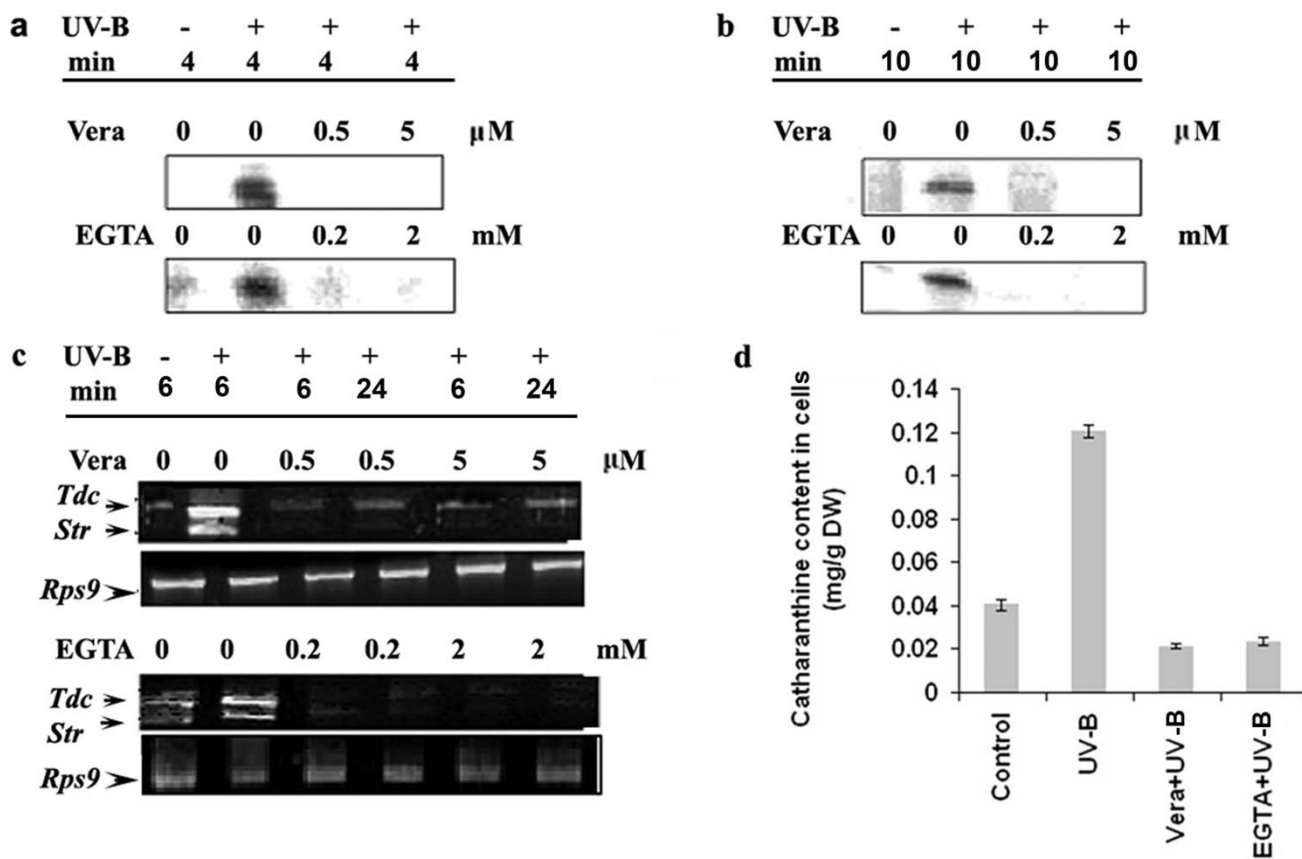 a
UV-B - + + +
min 4 4 4 4
Vera 0 0 0.5 5 μM
EGTA 0 0 0.2 2 mM
b
UV-B - + + +
min 10 10 10 10
Vera 0 0 0.5 5 μM
EGTA 0 0 0.2 2 mM
c
UV-B - + + + + +
min 6 6 6 24 6 24
Vera 0 0 0.5 0.5 5 5 μM
Tdc
Str
Rps9
EGTA 0 0 0.2 0.2 2 2 mM
Tdc
Str
Rps9
d
Catharanthine content in cells
(mg/g DW)
0.14
0.12
0.1
0.08
0.06
0.04
0.02
0
Control
UV-B
Vera+UV-B
EGTA+UV-B